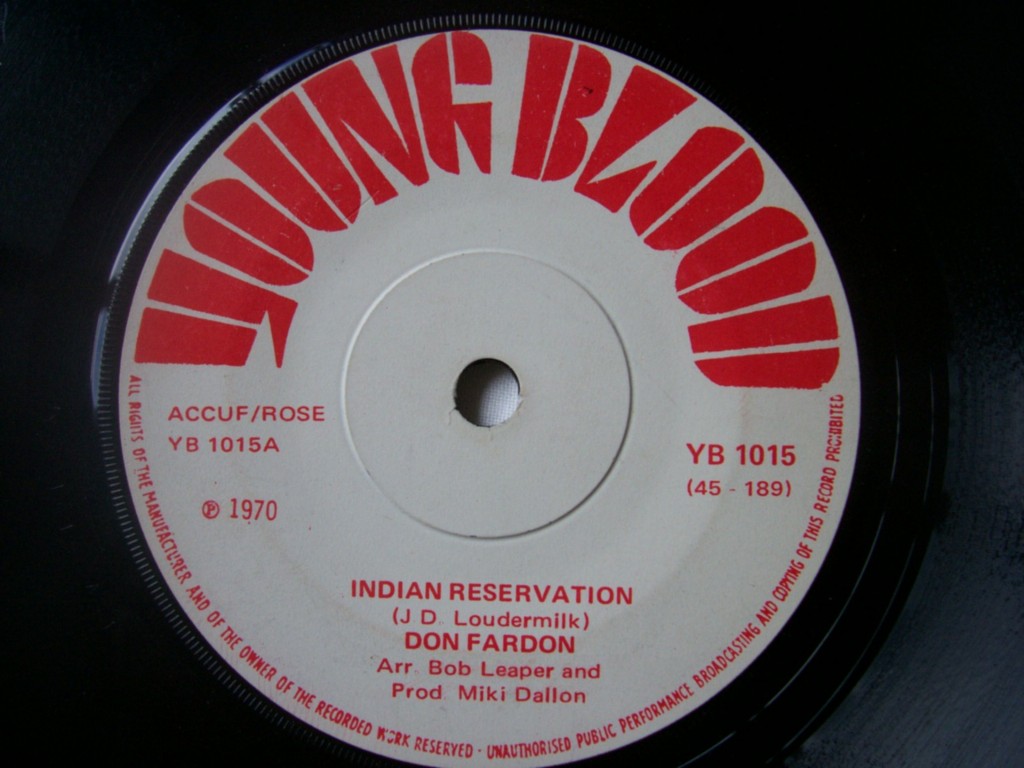 YOUNG BLOOD
ACCUF/ROSE
YB 1015A
℗ 1970
YB 1015
(45 - 189)
INDIAN RESERVATION
(J D. Loudermilk)
DON FARDON
Arr. Bob Leaper and
Prod. Miki Dallon
ALL RIGHTS OF THE MANUFACTURER AND OF THE OWNER OF THE RECORDED WORK RESERVED · UNAUTHORISED PUBLIC PERFORMANCE BROADCASTING AND COPYING OF THIS RECORD PROHIBITED